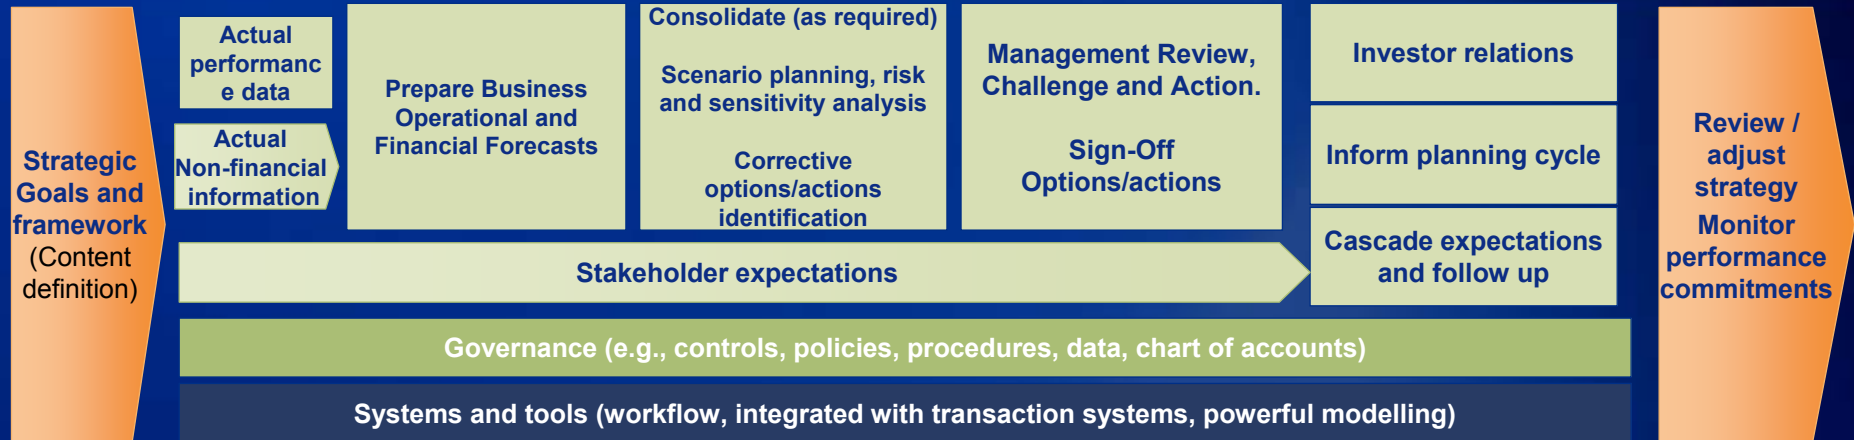 Strategic
Goals and
framework
(Content
definition)
Actual
performanc
e data
Actual
Non-financial
information
Prepare Business
Operational and
Financial Forecasts
Consolidate (as required)
Scenario planning, risk
and sensitivity analysis
Corrective
options/actions
identification
Management Review,
Challenge and Action.
Sign-Off
Options/actions
Investor relations
Inform planning cycle
Cascade expectations
and follow up
Stakeholder expectations
Governance (e.g., controls, policies, procedures, data, chart of accounts)
Systems and tools (workflow, integrated with transaction systems, powerful modelling)
Review /
adjust
strategy
Monitor
performance
commitments